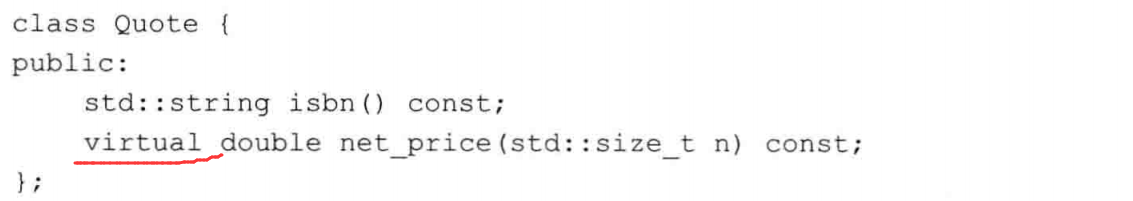 class Quote {
public:
std::string isbn() const;
virtual double net_price(std::size_t n) const;
};